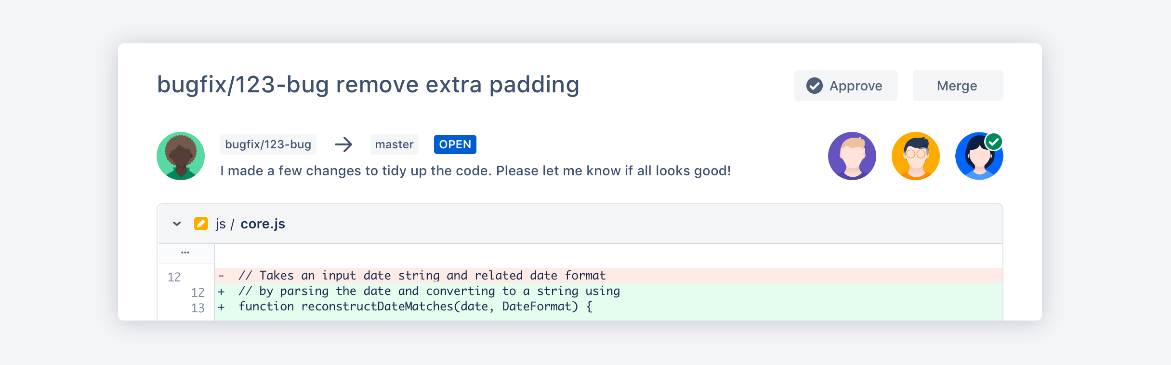 bugfix/123-bug remove extra padding
Approve
Merge
bugfix/123-bug → master OPEN
I made a few changes to tidy up the code. Please let me know if all looks good!
js / core.js
...
12 - // Takes an input date string and related date format
12 + // by parsing the date and converting to a string using
13 + function reconstructDateMatches(date, DateFormat) {